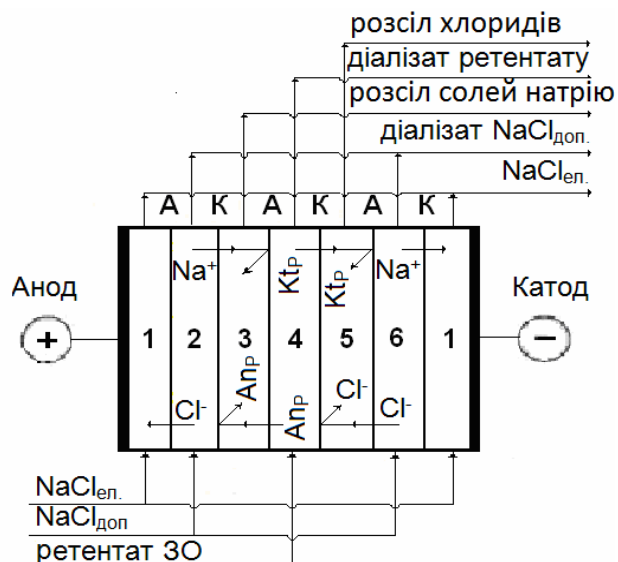 розсіл хлоридів
діалізат ретентату
розсіл солей натрію
діалізат NaClдоп.
NaClел.
А К А К А К
Na⁺ KtР KtР Na⁺
Анод Катод
+ 1 2 3 4 5 6 1 −
Cl⁻ AnР AnР Cl⁻ Cl⁻
NaClел.
NaClдоп
ретентат ЗО